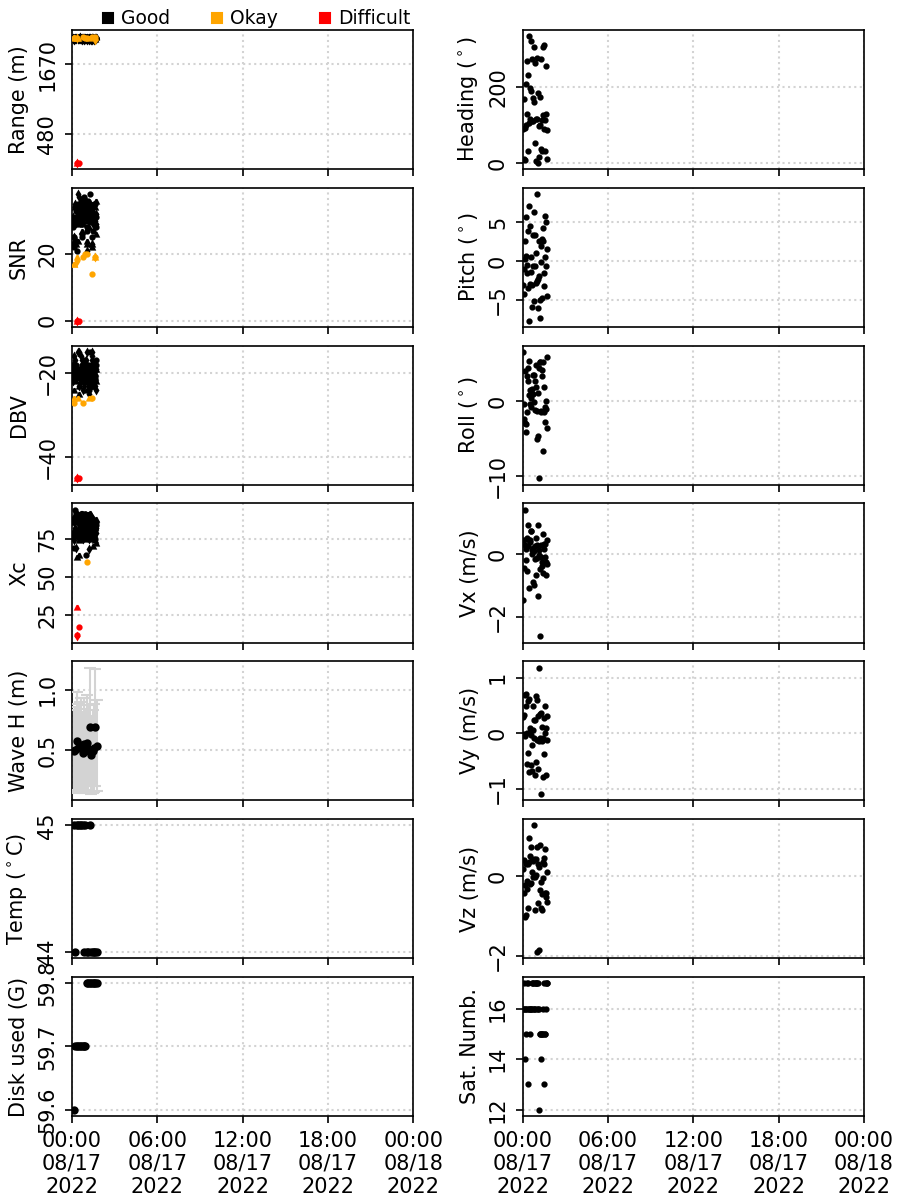 Good Okay Difficult
Range (m)
1670
480
Heading (°)
200
0
SNR
20
0
Pitch (°)
5
0
−5
DBV
−20
−40
Roll (°)
0
−10
Xc
75
50
25
Vx (m/s)
0
−2
Wave H (m)
1.0
0.5
Vy (m/s)
1
0
−1
Temp (°C)
45
44
Vz (m/s)
0
−2
Disk used (G)
59.8
59.7
59.6
Sat. Numb.
16
14
12
00:00 06:00 12:00 18:00 00:00
08/17 08/17 08/17 08/17 08/18
2022 2022 2022 2022 2022
00:00 06:00 12:00 18:00 00:00
08/17 08/17 08/17 08/17 08/18
2022 2022 2022 2022 2022